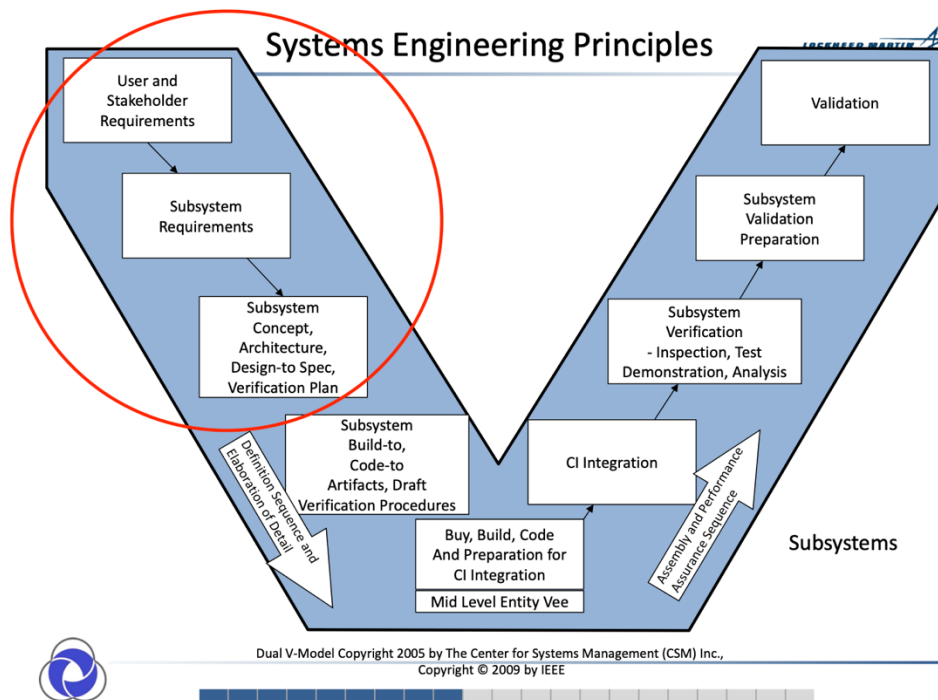 Systems Engineering Principles
LOCKHEED MARTIN
User and
Stakeholder
Requirements
Subsystem
Requirements
Subsystem
Concept,
Architecture,
Design-to Spec,
Verification Plan
Subsystem
Build-to,
Code-to
Artifacts, Draft
Verification Procedures
Definition Sequence and
Elaboration of Detail
Buy, Build, Code
And Preparation for
CI Integration
Mid Level Entity Vee
CI Integration
Subsystem
Verification
- Inspection, Test
Demonstration, Analysis
Subsystem
Validation
Preparation
Validation
Assembly and Performance
Assurance Sequence
Subsystems
Dual V-Model Copyright 2005 by The Center for Systems Management (CSM) Inc.,
Copyright © 2009 by IEEE